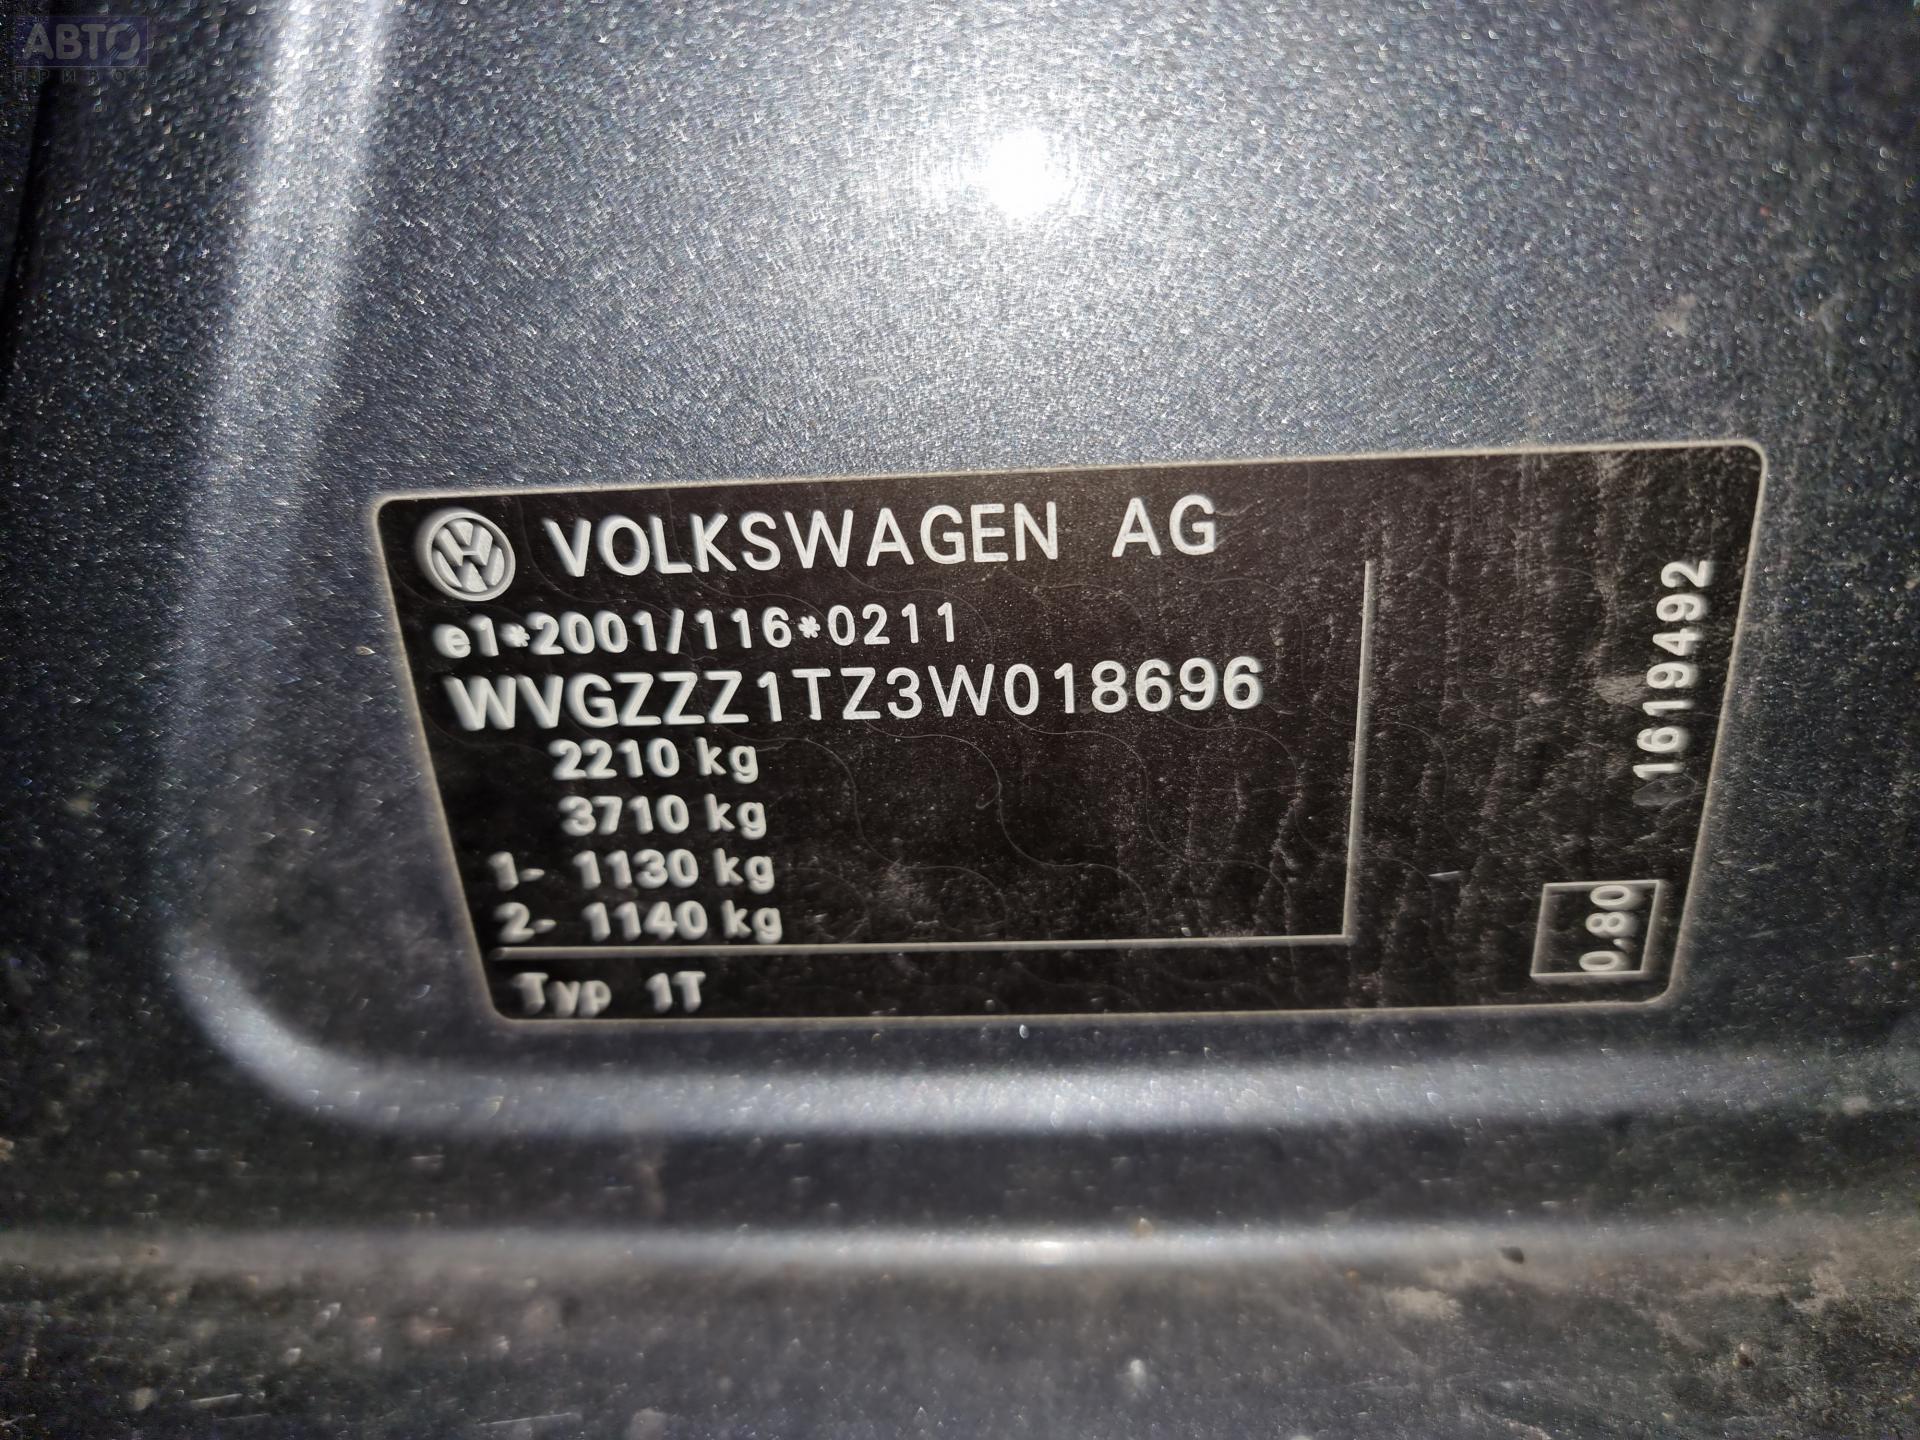 АВТО
ПРИВОЗ
VOLKSWAGEN AG
e1*2001/116*0211
WVGZZZ1TZ3W018696
2210 kg
3710 kg
1- 1130 kg
2- 1140 kg
Typ 1T
1619492
0.80